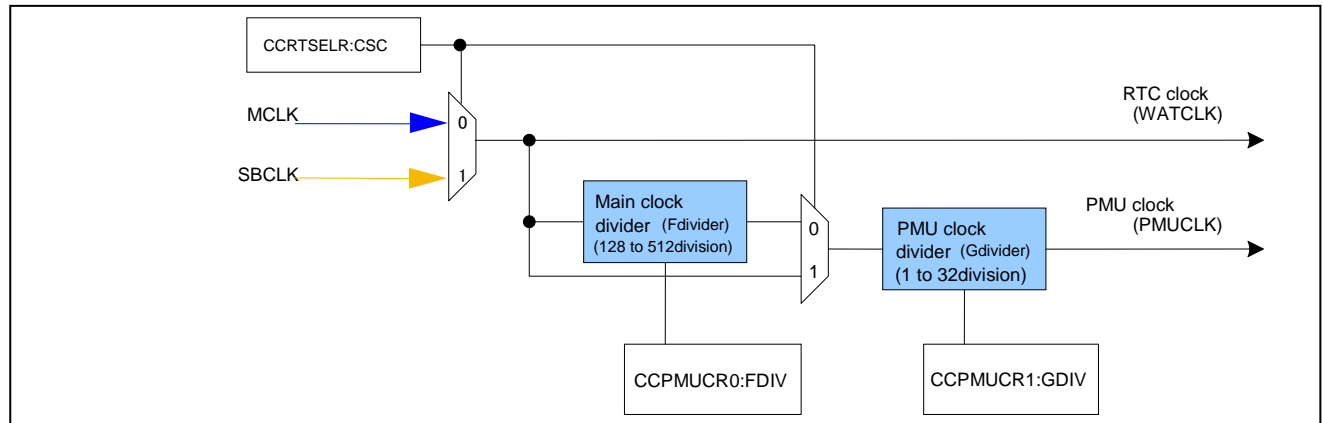 CCRTSELR:CSC
MCLK
0
SBCLK
1
RTC clock
(WATCLK)
Main clock
divider (Fdivider)
(128 to 512division)
0
1
PMU clock
divider (Gdivider)
(1 to 32division)
PMU clock
(PMUCLK)
CCPMUCR0:FDIV
CCPMUCR1:GDIV